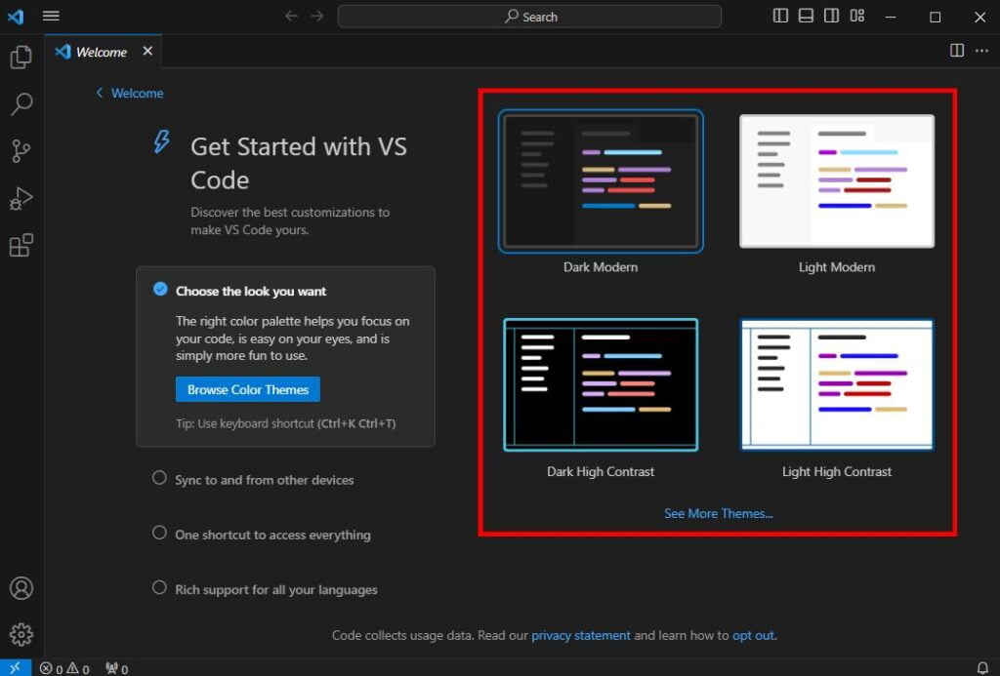 Search
Welcome
Welcome
Get Started with VS
Code
Discover the best customizations to
make VS Code yours.
Choose the look you want
The right color palette helps you focus on
your code, is easy on your eyes, and is
simply more fun to use.
Browse Color Themes
Tip: Use keyboard shortcut (Ctrl+K Ctrl+T)
Sync to and from other devices
One shortcut to access everything
Rich support for all your languages
Dark Modern
Light Modern
Dark High Contrast
Light High Contrast
See More Themes...
Code collects usage data. Read our privacy statement and learn how to opt out.
0 0 0